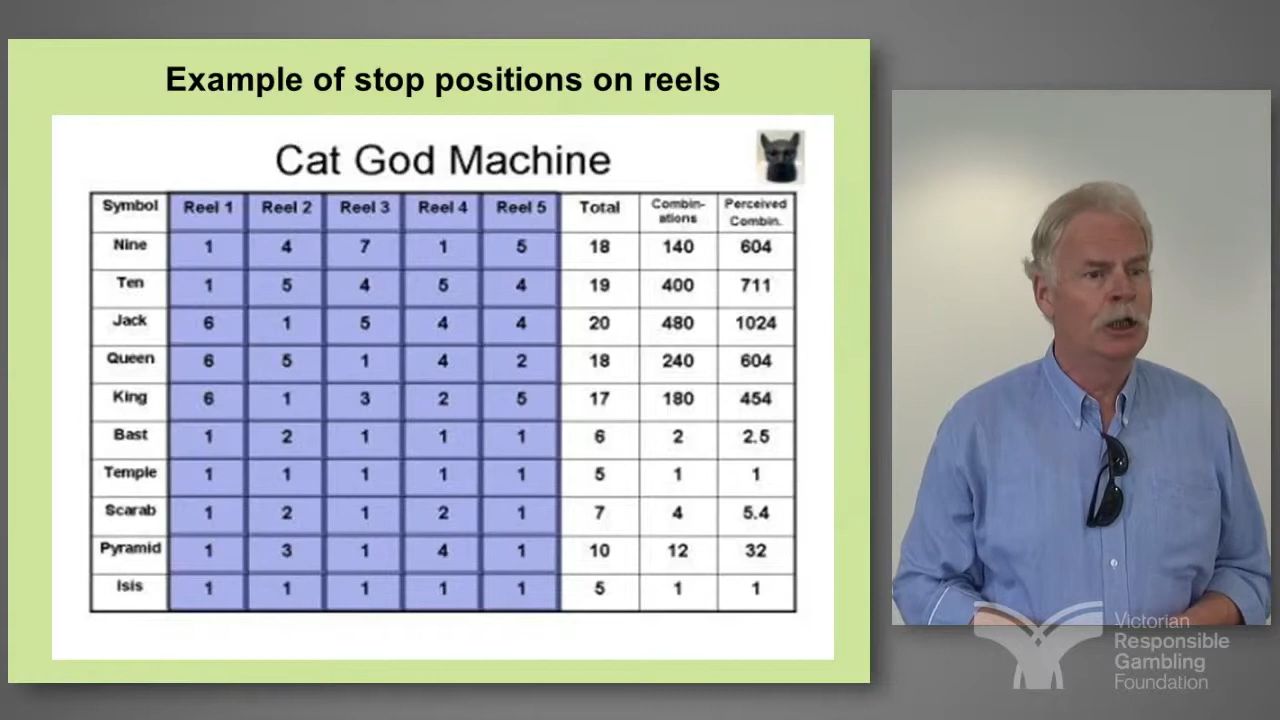 Example of stop positions on reels
Cat God Machine
Symbol Reel 1 Reel 2 Reel 3 Reel 4 Reel 5 Total Combin-ations Perceived Combin.
Nine 1 4 7 1 5 18 140 604
Ten 1 5 4 5 4 19 400 711
Jack 6 1 5 4 4 20 480 1024
Queen 6 5 1 4 2 18 240 604
King 6 1 3 2 5 17 180 454
Bast 1 2 1 1 1 6 2 2.5
Temple 1 1 1 1 1 5 1 1
Scarab 1 2 1 2 1 7 4 5.4
Pyramid 1 3 1 4 1 10 12 32
Isis 1 1 1 1 1 5 1 1
Victorian
Responsible
Gambling
Foundation